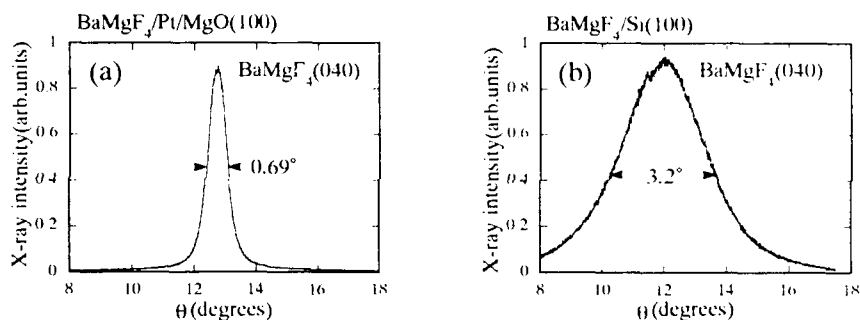 BaMgF4/Pt/MgO(100)
(a)
BaMgF4(040)
0.69°
X-ray intensity(arb.units)
1
0.8
0.6
0.4
0.2
0
8 10 12 14 16 18
θ (degrees)
BaMgF4/Si(100)
(b)
BaMgF4(040)
3.2°
X-ray intensity(arb.units)
1
0.8
0.6
0.4
0.2
0
8 10 12 14 16 18
θ (degrees)